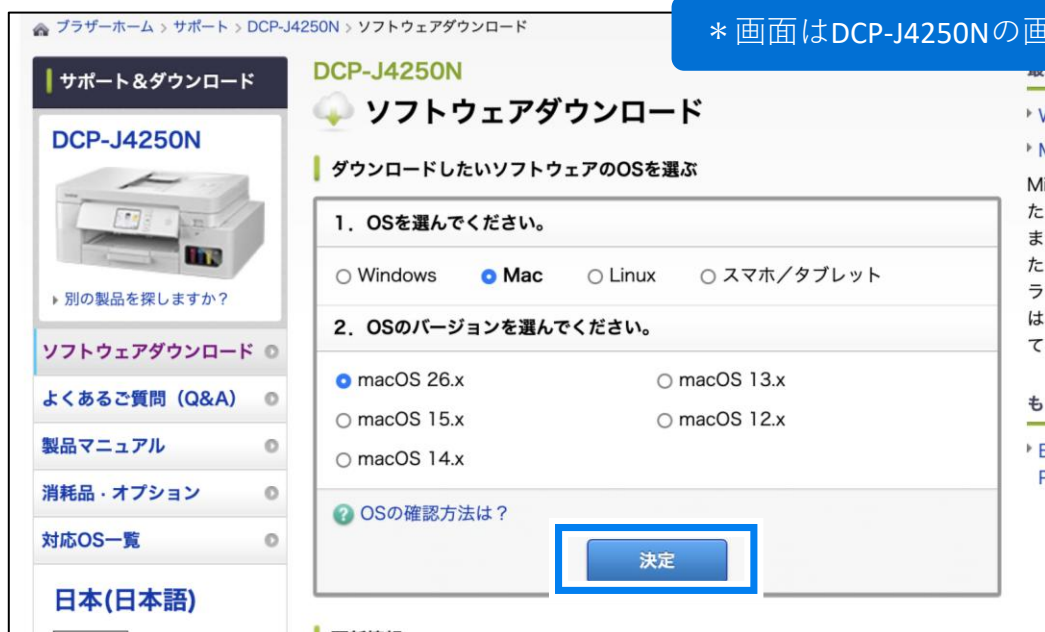 ブラザーホーム > サポート > DCP-J4250N > ソフトウェアダウンロード
＊画面はDCP-J4250Nの画
サポート＆ダウンロード
DCP-J4250N
別の製品を探しますか？
ソフトウェアダウンロード
よくあるご質問（Q&A）
製品マニュアル
消耗品・オプション
対応OS一覧
日本(日本語)
DCP-J4250N
ソフトウェアダウンロード
ダウンロードしたいソフトウェアのOSを選ぶ
1．OSを選んでください。
Windows Mac Linux スマホ／タブレット
2．OSのバージョンを選んでください。
macOS 26.x macOS 13.x
macOS 15.x macOS 12.x
macOS 14.x
OSの確認方法は？
決定
Mi
た
ま
た
ラ
は
て
も